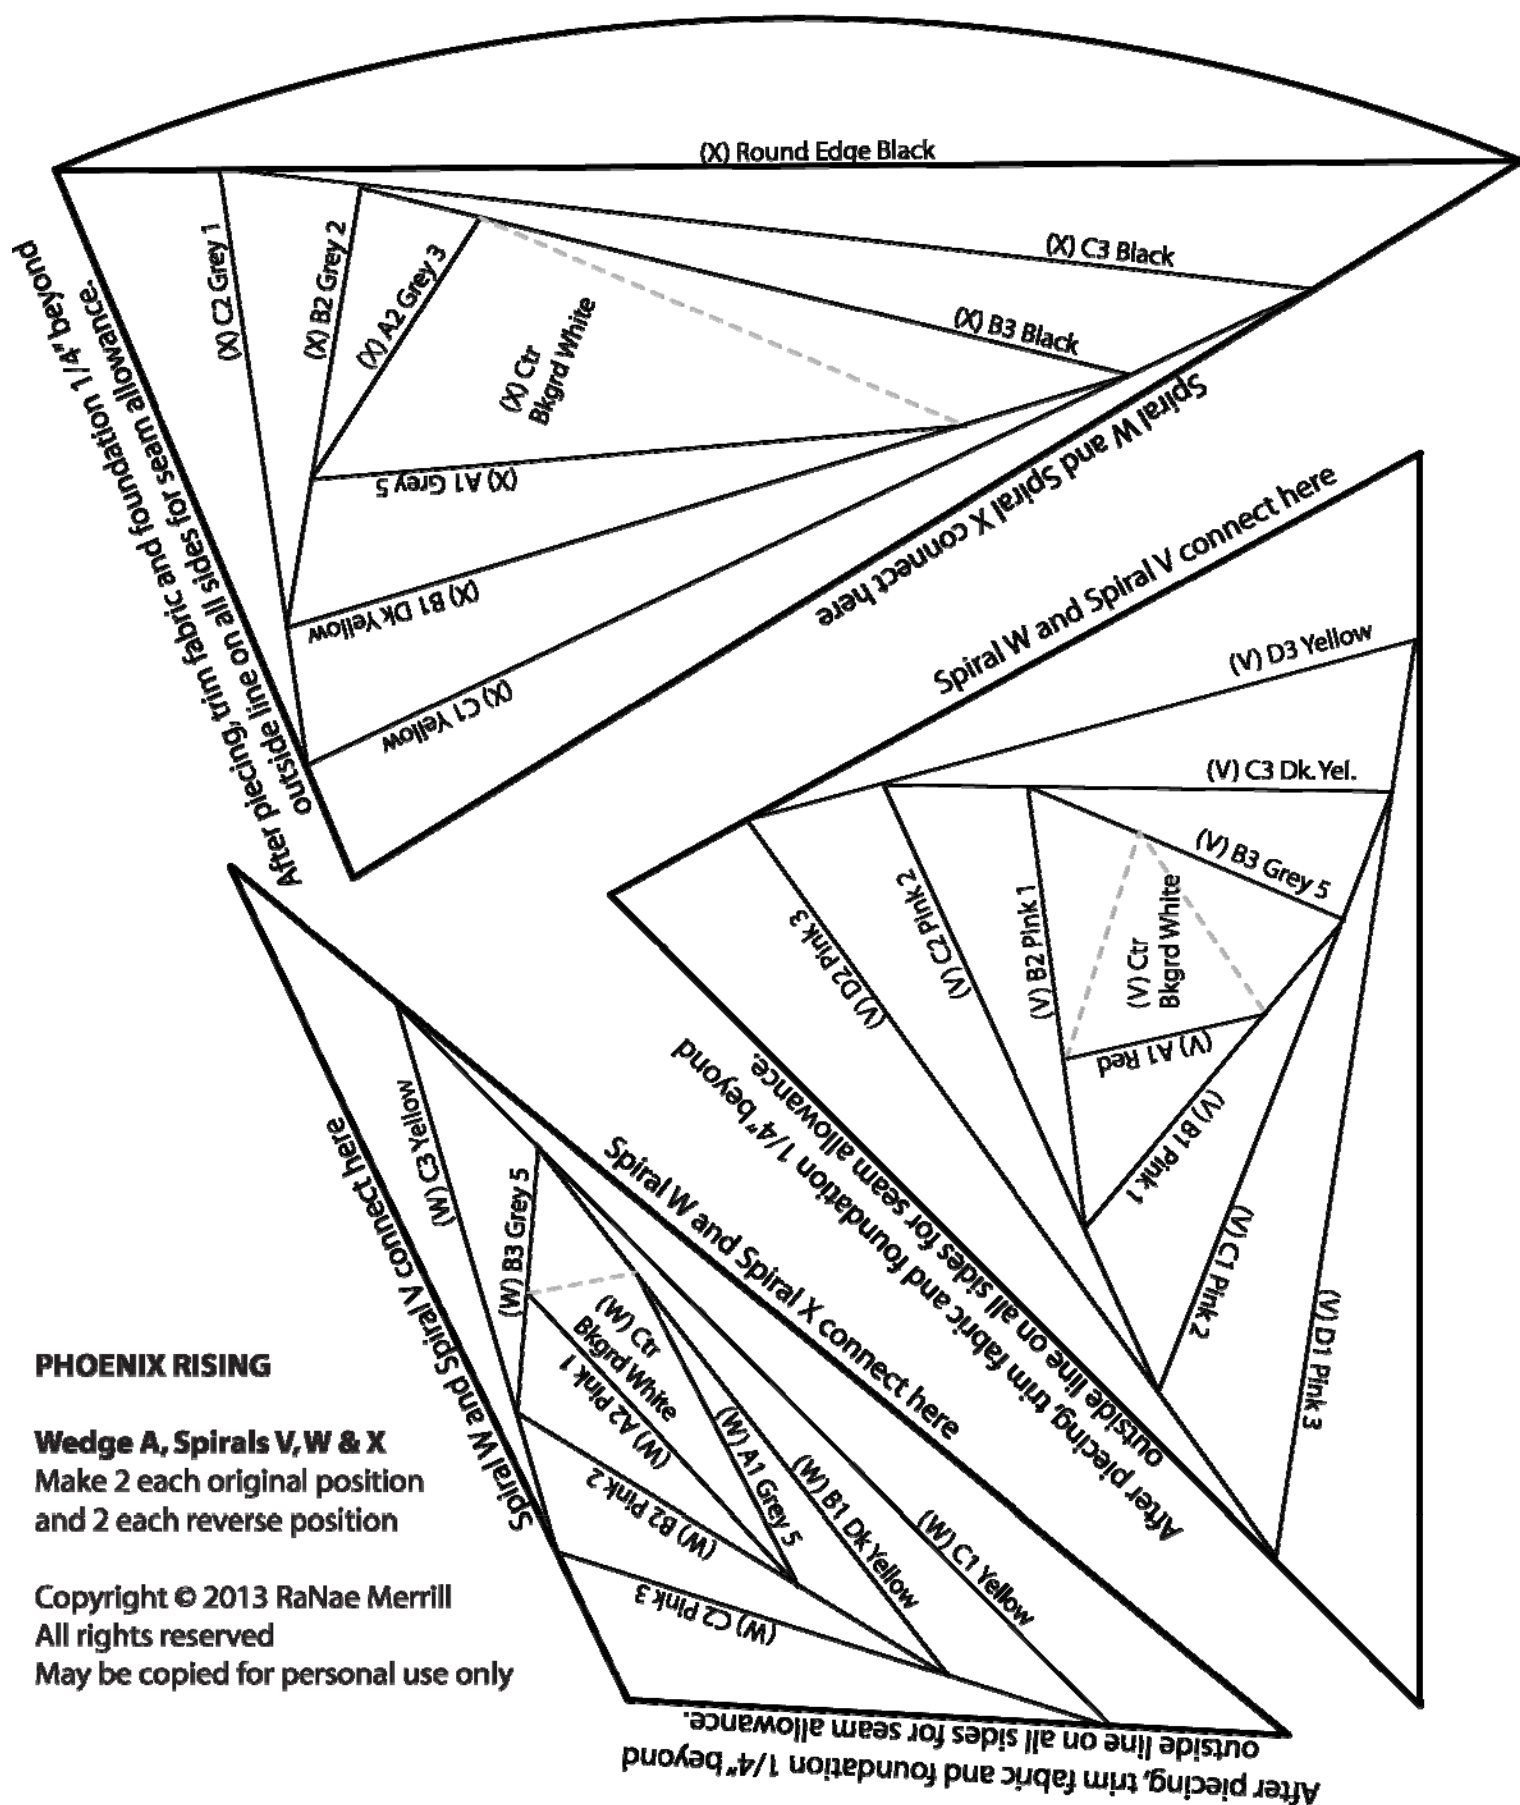 (X) Round Edge Black
(X) C3 Black
(X) B3 Black
(X) C2 Grey 1
(X) B2 Grey 2
(X) A2 Grey 3
(X) Ctr
Bkgrd White
(X) A1 Grey 5
(X) B1 Dk Yellow
(X) C1 Yellow
After piecing, trim fabric and foundation 1/4" beyond
outside line on all sides for seam allowance.
Spiral W and Spiral X connect here
Spiral W and Spiral V connect here
(V) D3 Yellow
(V) C3 Dk. Yel.
(V) B3 Grey 5
(V) Ctr
Bkgrd White
(V) B2 PInk 1
(V) C2 Pink 2
(V) D2 Pink 3
(V) A1 Red
(V) B1 Pink 1
(V) C1 Pink 2
(V) D1 Pink 3
After piecing, trim fabric and foundation 1/4" beyond
outside line on all sides for seam allowance.
Spiral W and Spiral X connect here
Spiral W and Spiral V connect here
(W) C3 Yellow
(W) B3 Grey 5
(W) Ctr
Bkgrd White
(W) A2 Pink 1
(W) A1 Grey 5
(W) B2 Pink 2
(W) B1 Dk Yellow
(W) C1 Yellow
(W) C2 Pink 3
After piecing, trim fabric and foundation 1/4" beyond
outside line on all sides for seam allowance.
PHOENIX RISING
Wedge A, Spirals V, W & X
Make 2 each original position
and 2 each reverse position
Copyright © 2013 RaNae Merrill
All rights reserved
May be copied for personal use only